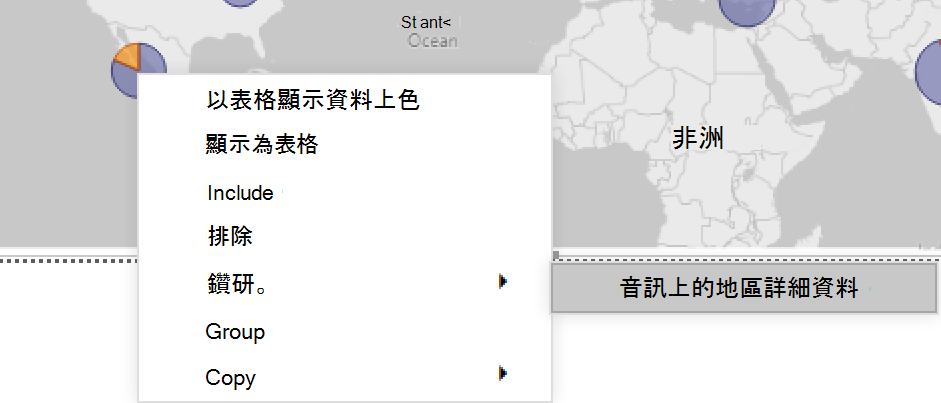 St ant<
Ocean
非洲
以表格顯示資料上色
顯示為表格
Include
排除
鑽研。
音訊上的地區詳細資料
Group
Copy